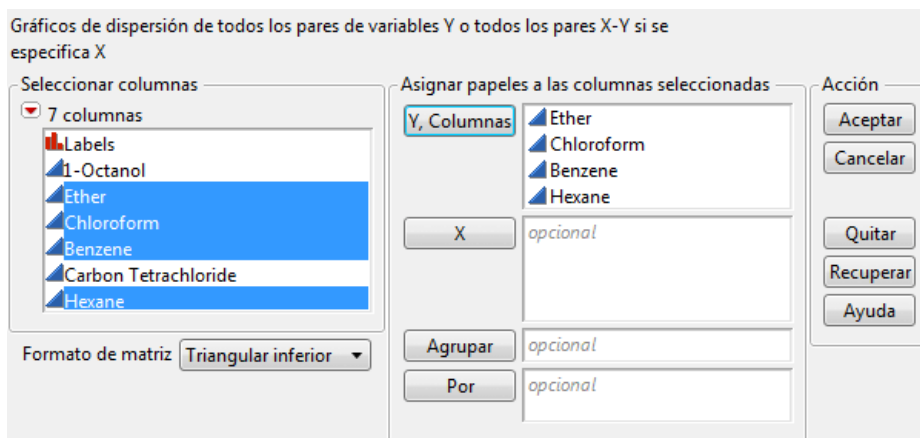 Gráficos de dispersión de todos los pares de variables Y o todos los pares X-Y si se
especifica X
Seleccionar columnas
7 columnas
Labels
1-Octanol
Ether
Chloroform
Benzene
Carbon Tetrachloride
Hexane
Formato de matriz Triangular inferior
Asignar papeles a las columnas seleccionadas
Y, Columnas
Ether
Chloroform
Benzene
Hexane
X opcional
Agrupar opcional
Por opcional
Acción
Aceptar
Cancelar
Quitar
Recuperar
Ayuda